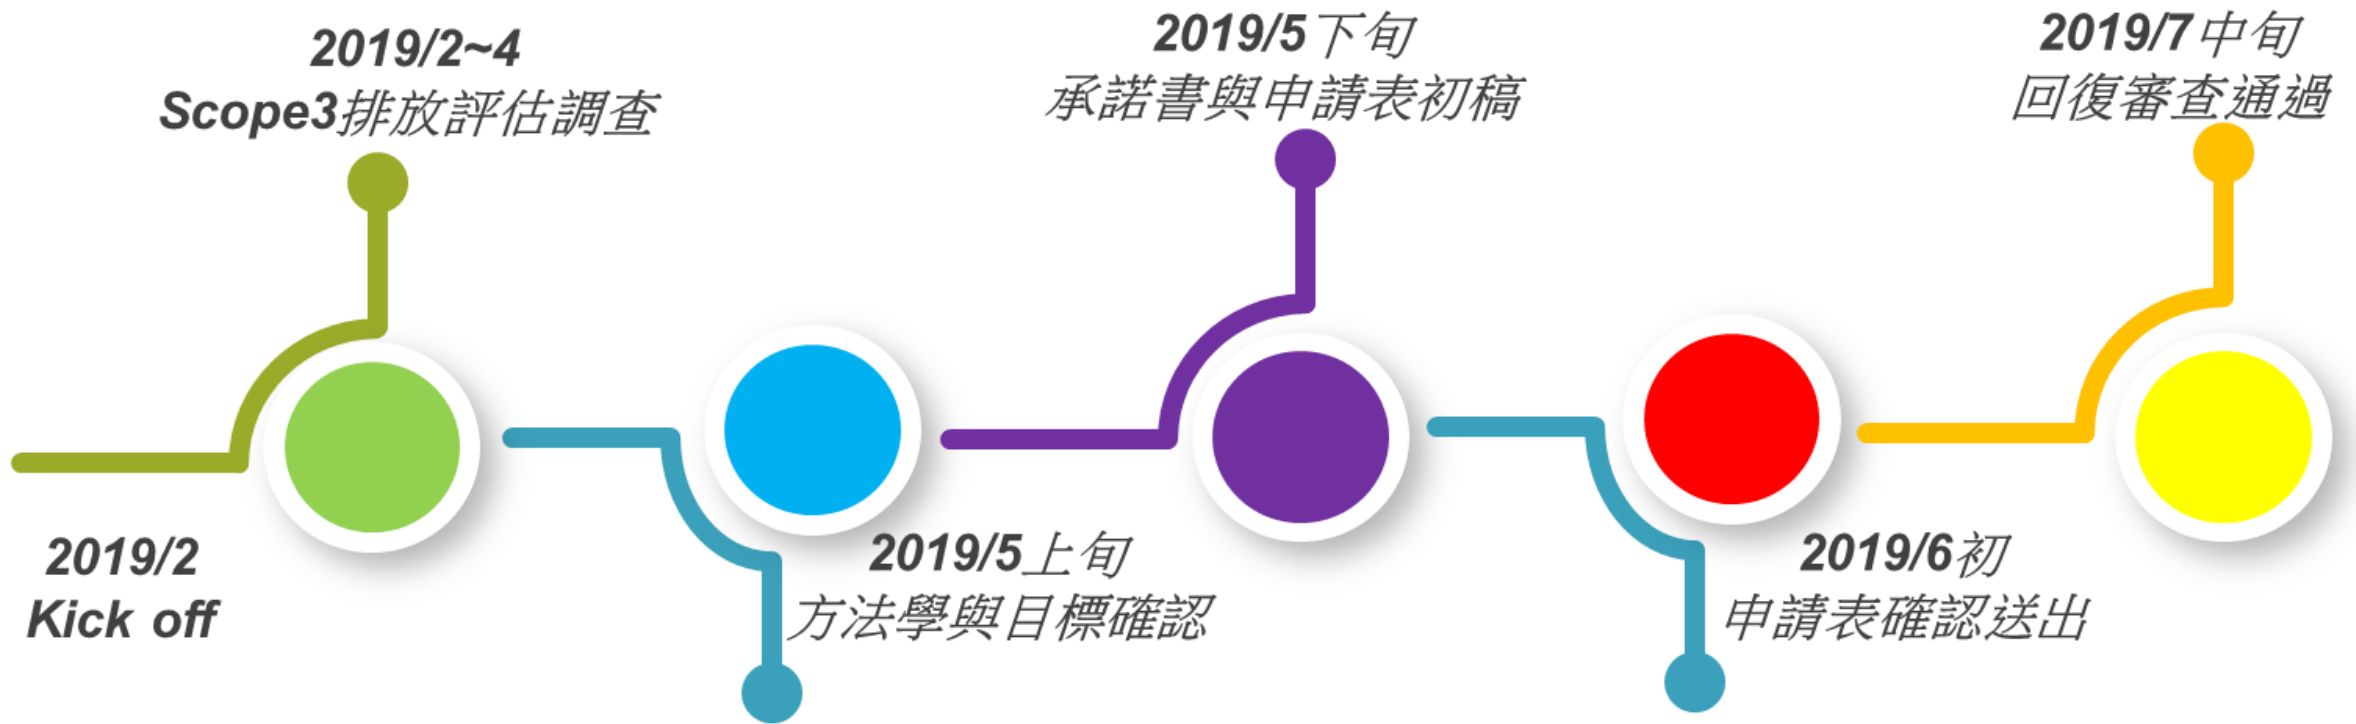 2019/2
Kick off
2019/2~4
Scope3排放評估調查
2019/5上旬
方法學與目標確認
2019/5下旬
承諾書與申請表初稿
2019/6初
申請表確認送出
2019/7中旬
回復審查通過